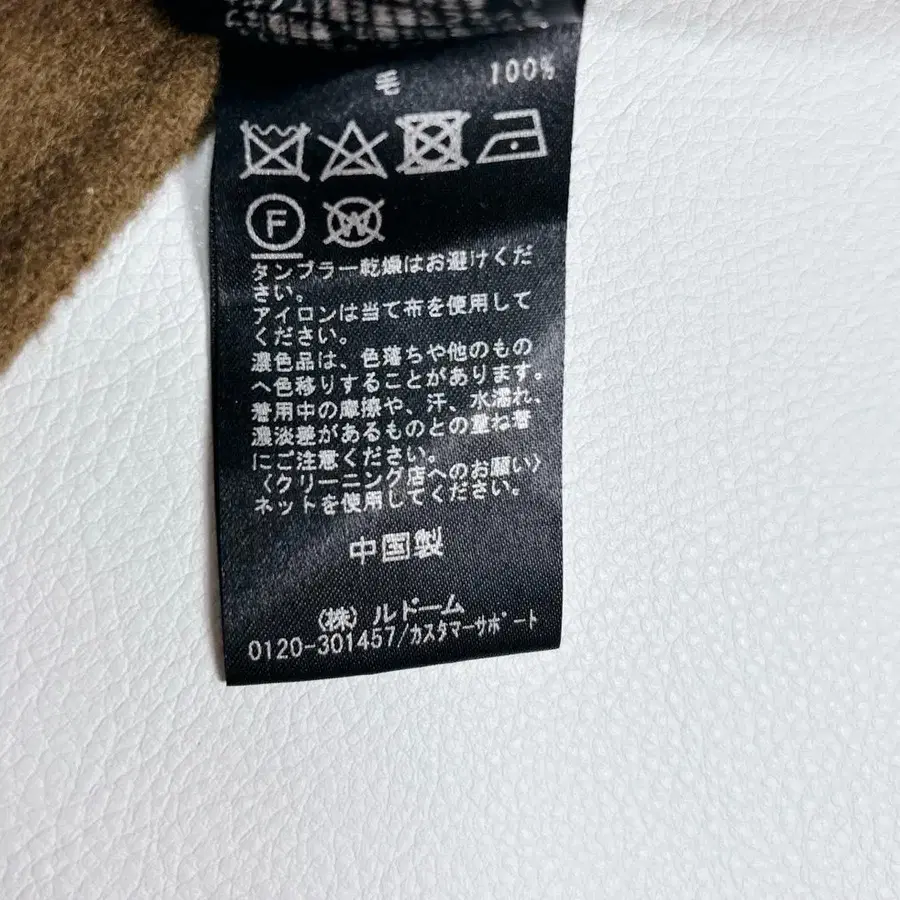 毛 100%
F W
タンブラー乾燥はお避けくだ
さい。
アイロンは当て布を使用して
ください。
濃色品は、色落ちや他のもの
へ色移りすることがあります。
着用中の摩擦や、汗、水濡れ、
濃淡差があるものとの重ね着
にご注意ください。
〈クリーニング店へのお願い〉
ネットを使用してください。
中国製
(株)ルドーム
0120-301457/カスタマーサポート